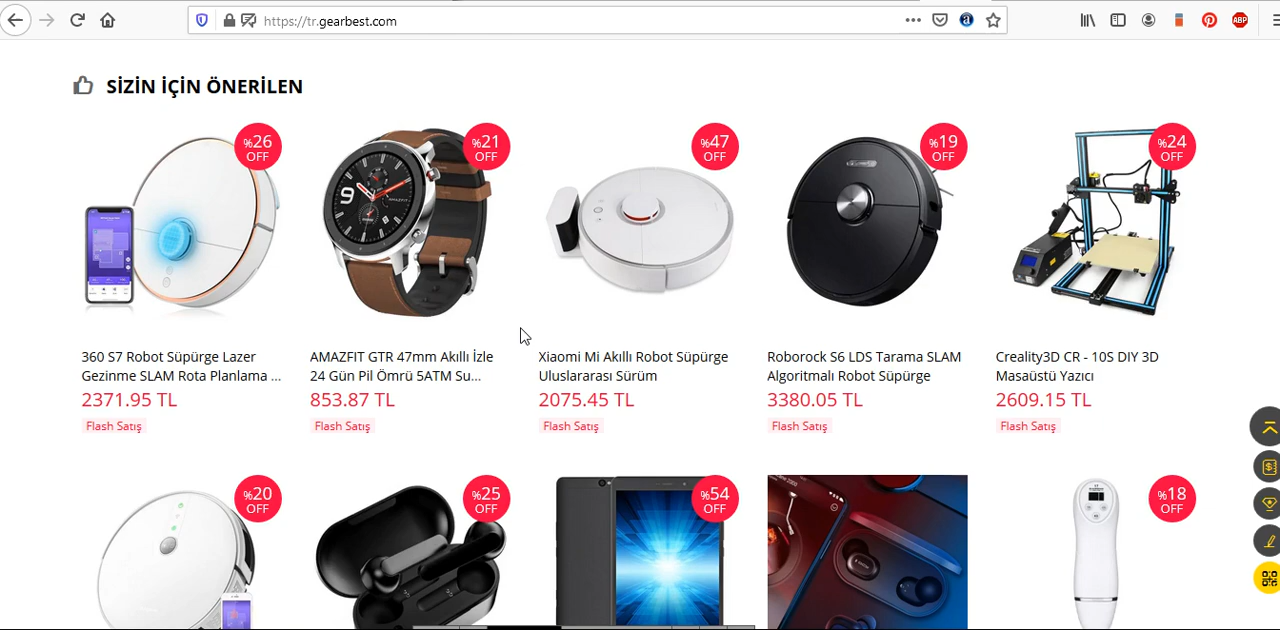 https://tr.gearbest.com
ABP
SİZİN İÇİN ÖNERİLEN
%26
OFF
%21
OFF
%47
OFF
%19
OFF
%24
OFF
9
AMAZFIT
360 S7 Robot Süpürge Lazer
Gezinme SLAM Rota Planlama ...
2371.95 TL
Flash Satış
AMAZFIT GTR 47mm Akıllı İzle
24 Gün Pil Ömrü 5ATM Su...
853.87 TL
Flash Satış
Xiaomi Mi Akıllı Robot Süpürge
Uluslararası Sürüm
2075.45 TL
Flash Satış
Roborock S6 LDS Tarama SLAM
Algoritmalı Robot Süpürge
3380.05 TL
Flash Satış
Creality3D CR - 10S DIY 3D
Masaüstü Yazıcı
2609.15 TL
Flash Satış
%20
OFF
%25
OFF
%54
OFF
%18
OFF